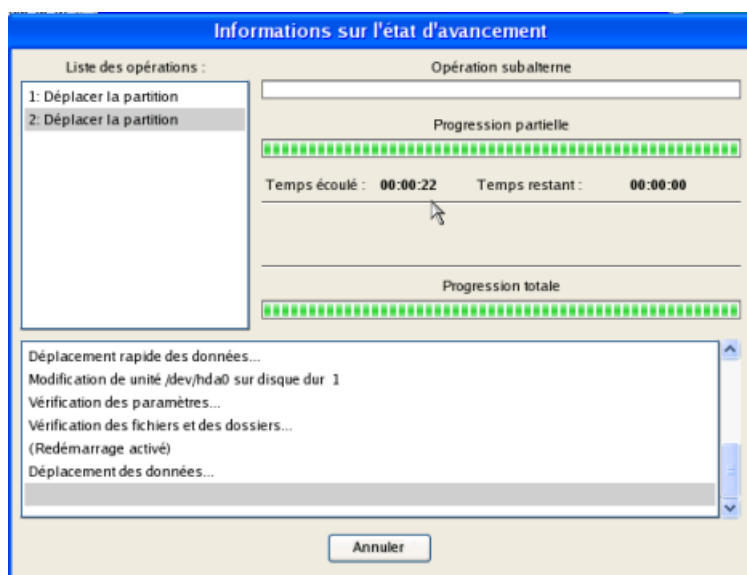 Informations sur l'état d'avancement
Liste des opérations :
1: Déplacer la partition
2: Déplacer la partition
Opération subalterne
Progression partielle
Temps écoulé : 00:00:22 Temps restant : 00:00:00
Progression totale
Déplacement rapide des données...
Modification de unité /dev/hda0 sur disque dur 1
Vérification des paramètres...
Vérification des fichiers et des dossiers...
(Redémarrage activé)
Déplacement des données...
Annuler